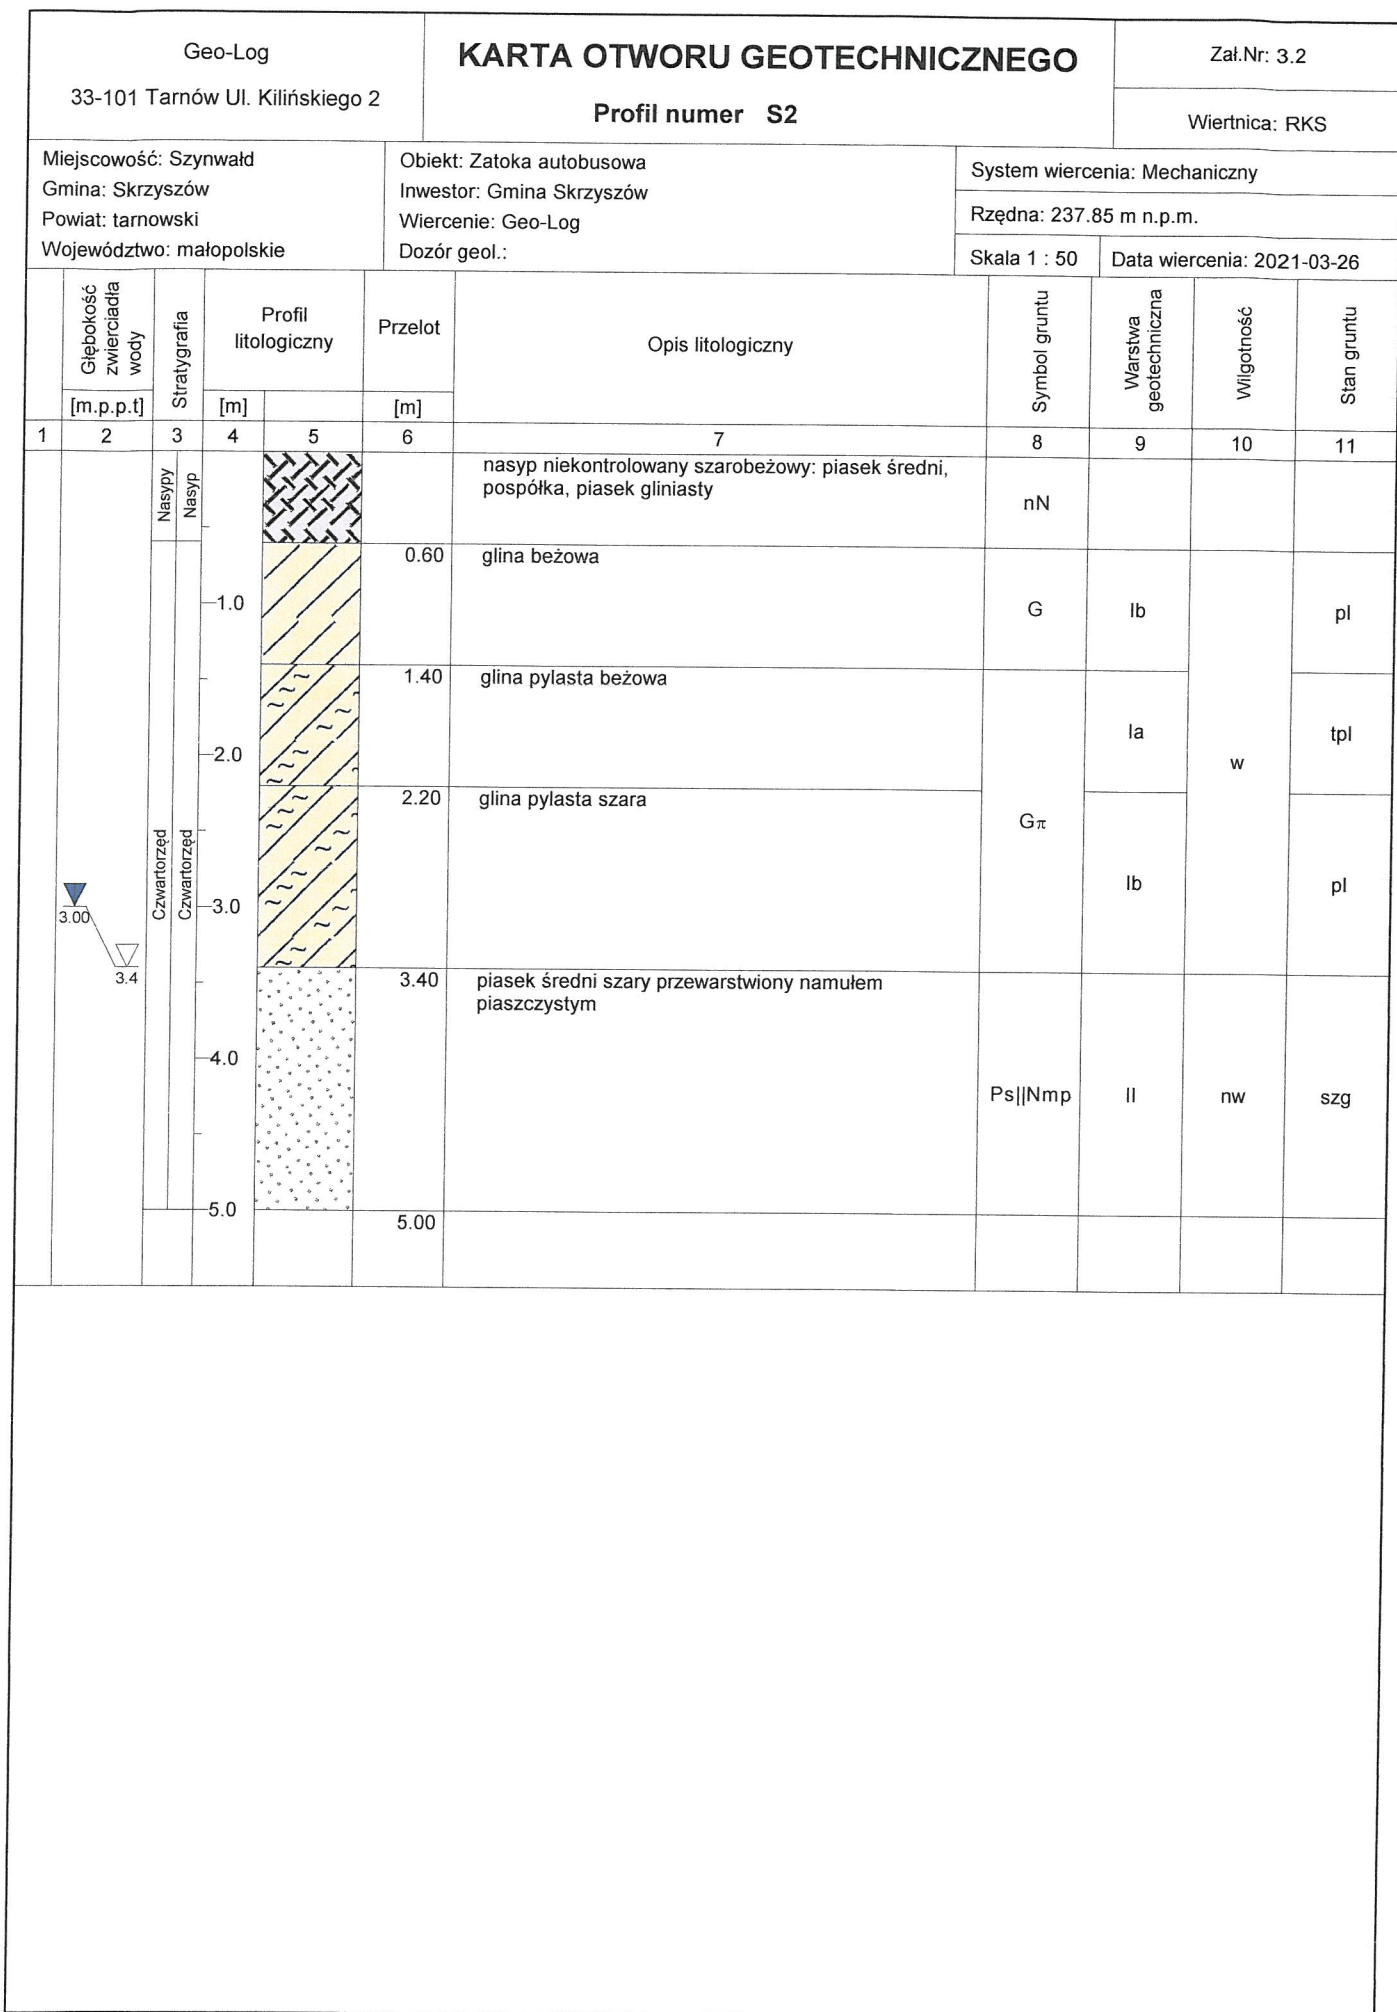 Geo-Log
33-101 Tarnów Ul. Kilińskiego 2
KARTA OTWORU GEOTECHNICZNEGO
Profil numer S2
Zał.Nr: 3.2
Wiertnica: RKS
Miejscowość: Szynwałd
Gmina: Skrzyszów
Powiat: tarnowski
Województwo: małopolskie
Obiekt: Zatoka autobusowa
Inwestor: Gmina Skrzyszów
Wiercenie: Geo-Log
Dozór geol.:
System wiercenia: Mechaniczny
Rzędna: 237.85 m n.p.m.
Skala 1 : 50
Data wiercenia: 2021-03-26
Głębokość
zwierciadła
wody
[m.p.p.t]
Stratygrafia
Profil
litologiczny
[m]
Przelot
[m]
Opis litologiczny
Symbol gruntu
Warstwa
geotechniczna
Wilgotność
Stan gruntu
1 2 3 4 5 6 7 8 9 10 11
Nasypy
Nasyp
nasyp niekontrolowany szarobeżowy: piasek średni,
pospółka, piasek gliniasty
nN
0.60 glina beżowa
1.0
G Ib pl
1.40 glina pylasta beżowa
Ia tpl
2.0
w
2.20 glina pylasta szara
Gπ
Czwartorzęd
Czwartorzęd
Ib pl
3.00
3.0
3.4
3.40 piasek średni szary przewarstwiony namułem
piaszczystym
4.0
Ps||Nmp II nw szg
5.0
5.00